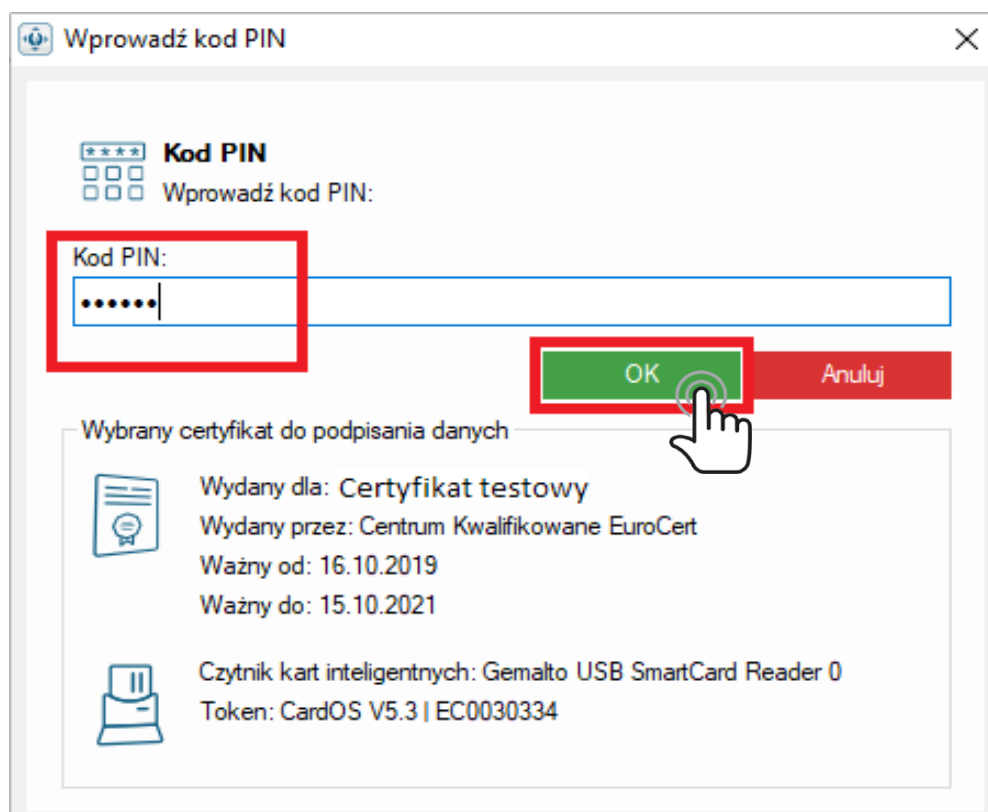 Wprowadź kod PIN
****
Kod PIN
Wprowadź kod PIN:
Kod PIN:
••••••
OK
Anuluj
Wybrany certyfikat do podpisania danych
Wydany dla: Certyfikat testowy
Wydany przez: Centrum Kwalifikowane EuroCert
Ważny od: 16.10.2019
Ważny do: 15.10.2021
Czytnik kart inteligentnych: Gemalto USB SmartCard Reader 0
Token: CardOS V5.3 | EC0030334